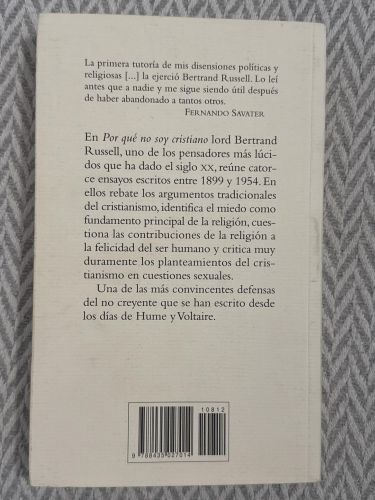 La primera tutoría de mis disensiones políticas y
religiosas [...] la ejerció Bertrand Russell. Lo leí
antes que a nadie y me sigue siendo útil después
de haber abandonado a tantos otros.
FERNANDO SAVATER
En Por qué no soy cristiano lord Bertrand
Russell, uno de los pensadores más lúci-
dos que ha dado el siglo XX, reúne cator-
ce ensayos escritos entre 1899 y 1954. En
ellos rebate los argumentos tradicionales
del cristianismo, identifica el miedo como
fundamento principal de la religión, cues-
tiona las contribuciones de la religión a
la felicidad del ser humano y critica muy
duramente los planteamientos del cris-
tianismo en cuestiones sexuales.
Una de las más convincentes defensas
del no creyente que se han escrito desde
los días de Hume y Voltaire.
10812
9 788435 027014